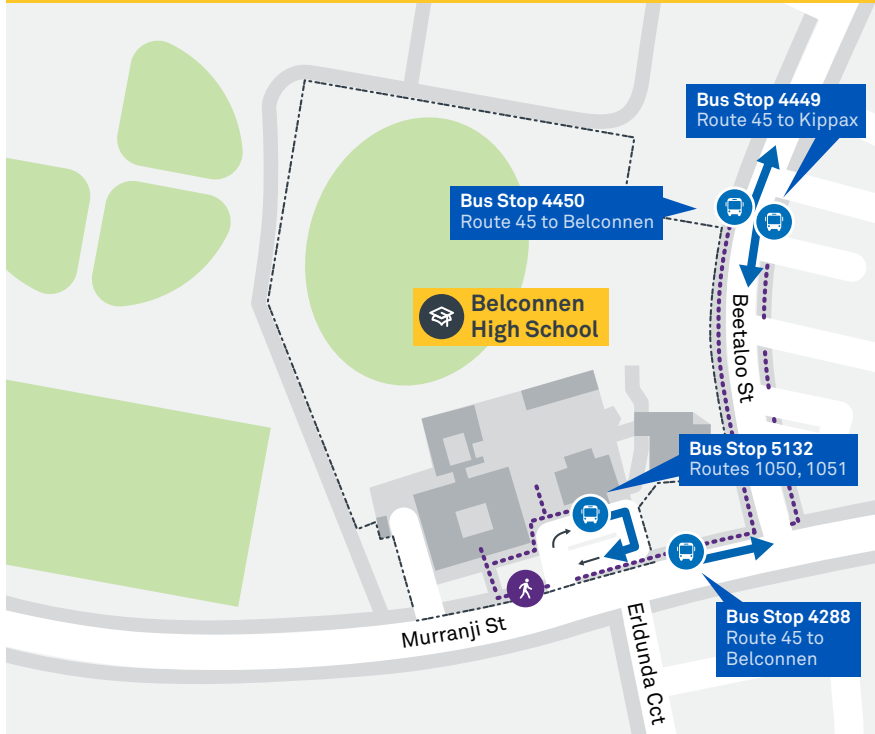 Bus Stop 4449
Route 45 to Kippax
Bus Stop 4450
Route 45 to Belconnen
Belconnen
High School
Beetaloo St
Bus Stop 5132
Routes 1050, 1051
Bus Stop 4288
Route 45 to
Belconnen
Murranji St
Erldunda Cct